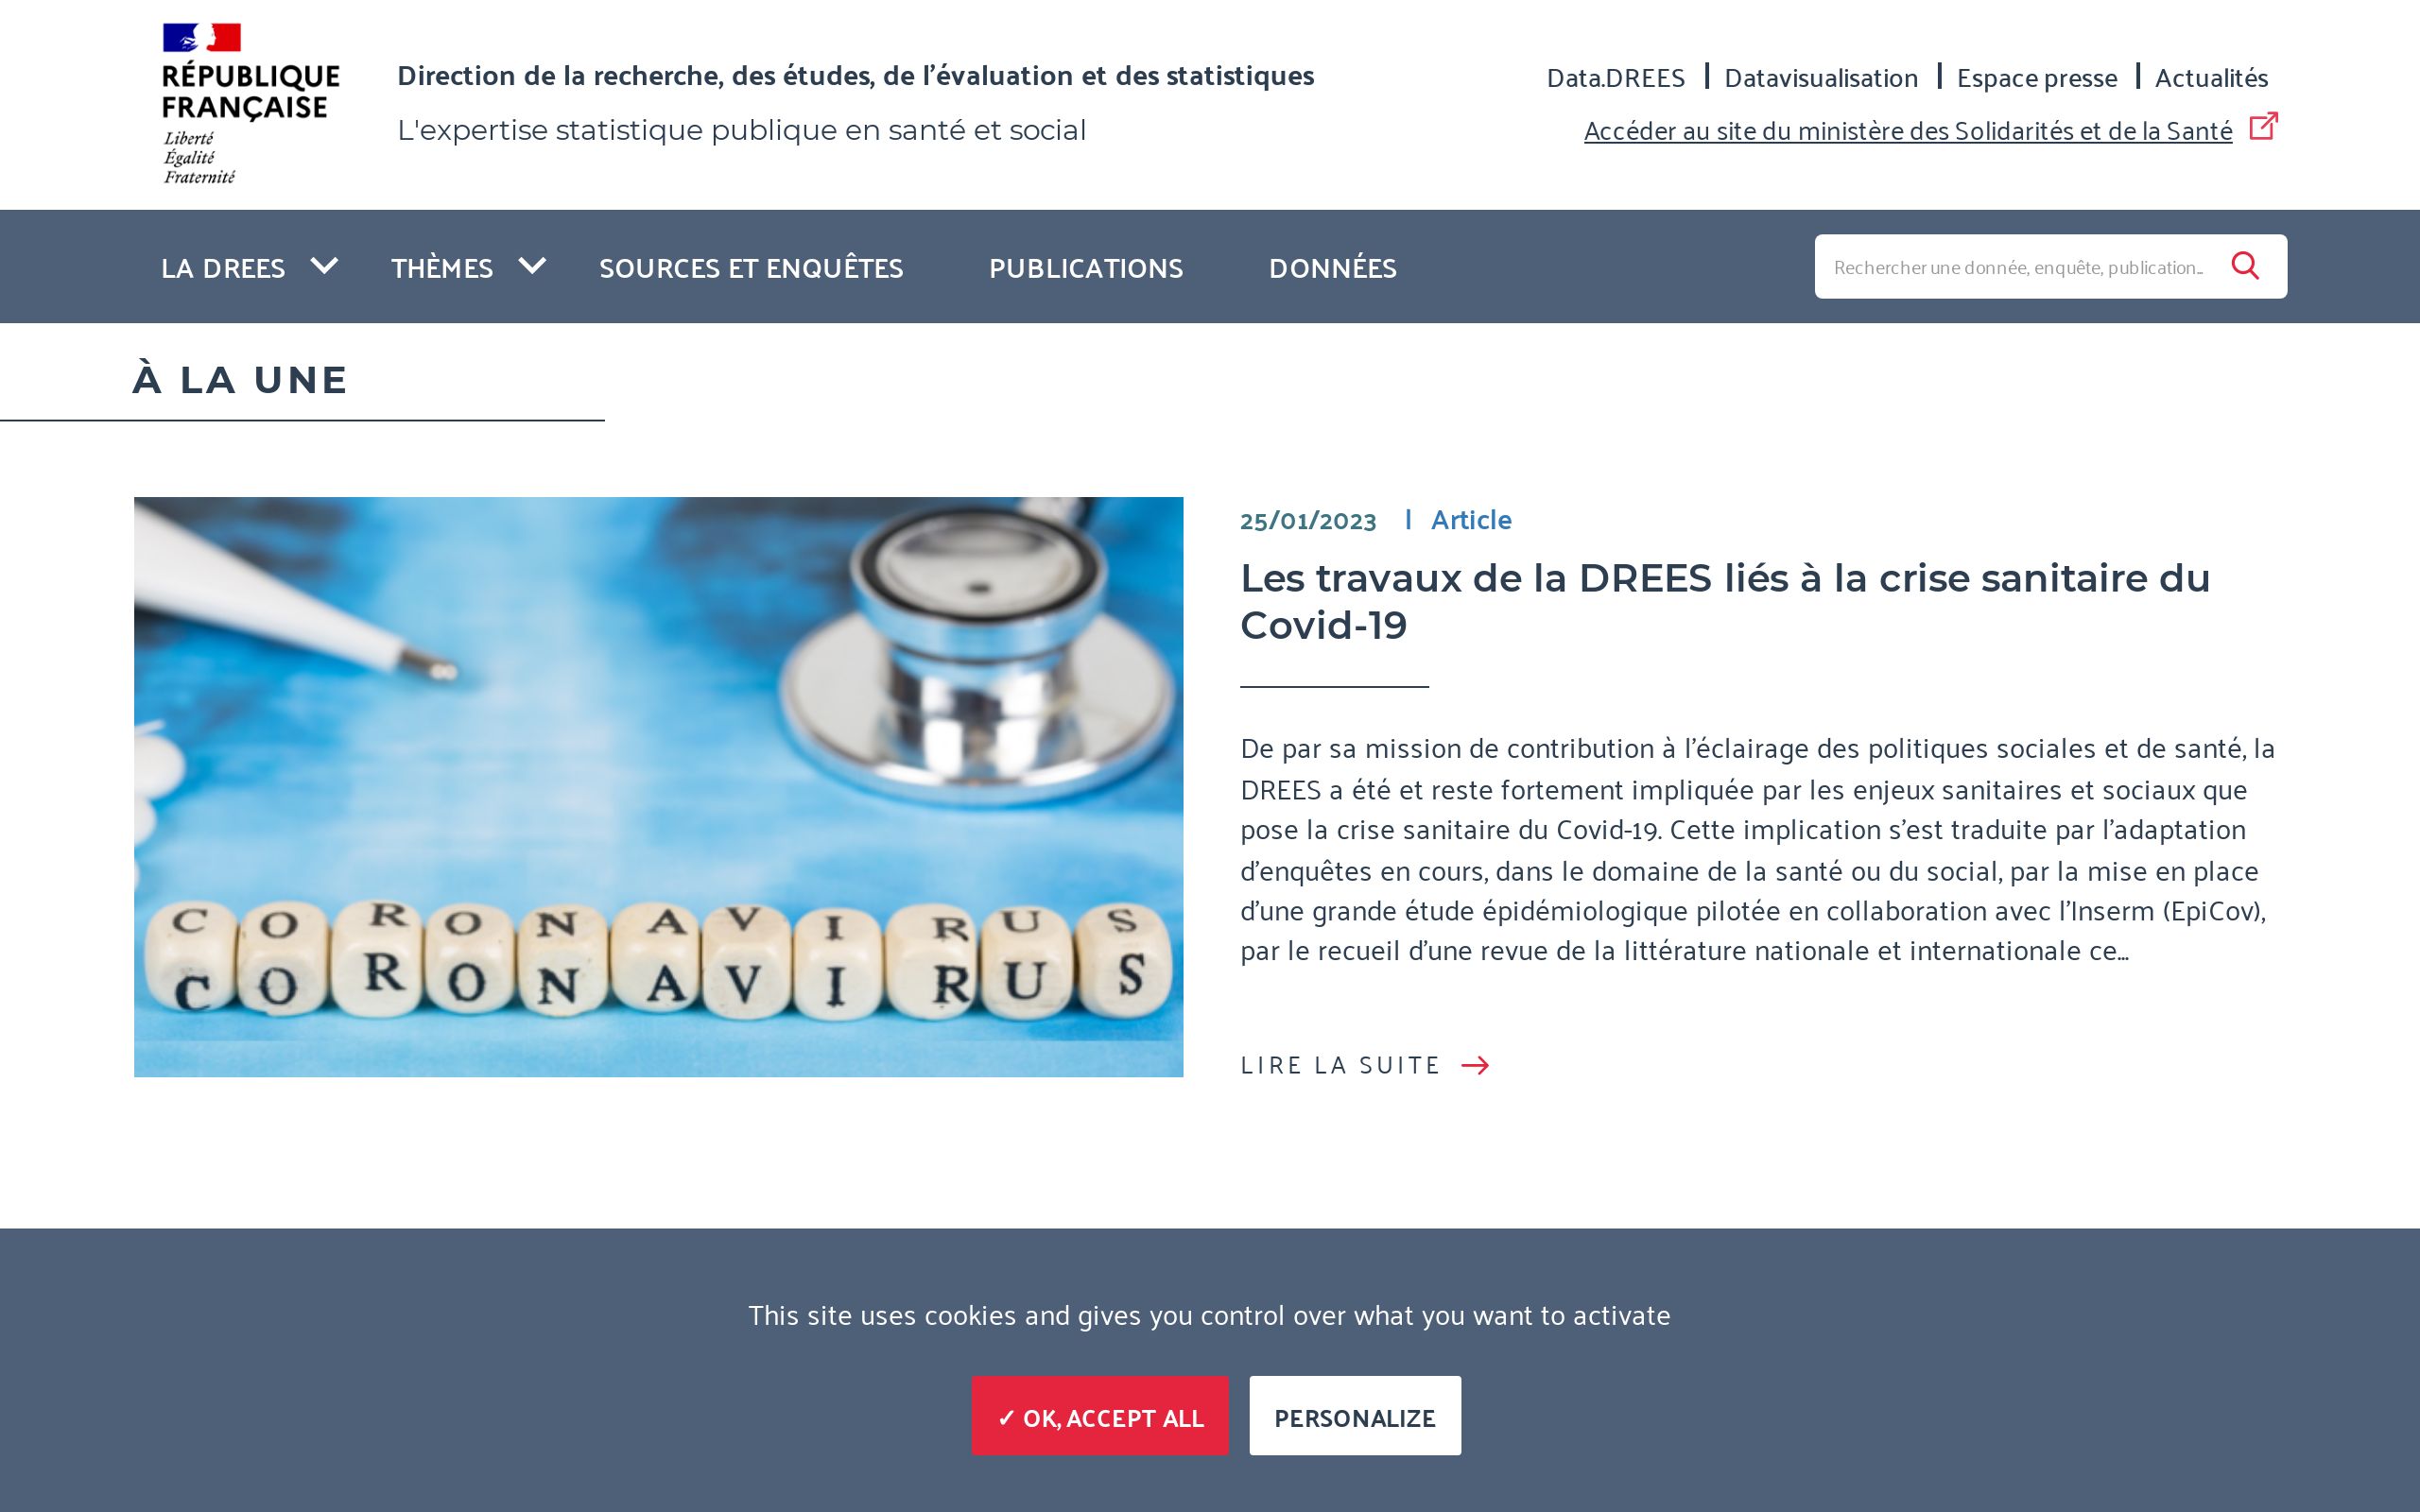 RÉPUBLIQUE
FRANÇAISE
Liberté
Égalité
Fraternité
Direction de la recherche, des études, de l’évaluation et des statistiques
L'expertise statistique publique en santé et social
Data.DREES | Datavisualisation | Espace presse | Actualités
Accéder au site du ministère des Solidarités et de la Santé
LA DREES THÈMES SOURCES ET ENQUÊTES PUBLICATIONS DONNÉES
Rechercher une donnée, enquête, publication...
À LA UNE
25/01/2023 | Article
Les travaux de la DREES liés à la crise sanitaire du
Covid-19
De par sa mission de contribution à l’éclairage des politiques sociales et de santé, la
DREES a été et reste fortement impliquée par les enjeux sanitaires et sociaux que
pose la crise sanitaire du Covid-19. Cette implication s’est traduite par l’adaptation
d’enquêtes en cours, dans le domaine de la santé ou du social, par la mise en place
d’une grande étude épidémiologique pilotée en collaboration avec l’Inserm (EpiCov),
par le recueil d’une revue de la littérature nationale et internationale ce...
LIRE LA SUITE
C O R O N A V I R U S
C O R O N A V I R U S
This site uses cookies and gives you control over what you want to activate
✓ OK, ACCEPT ALL PERSONALIZE